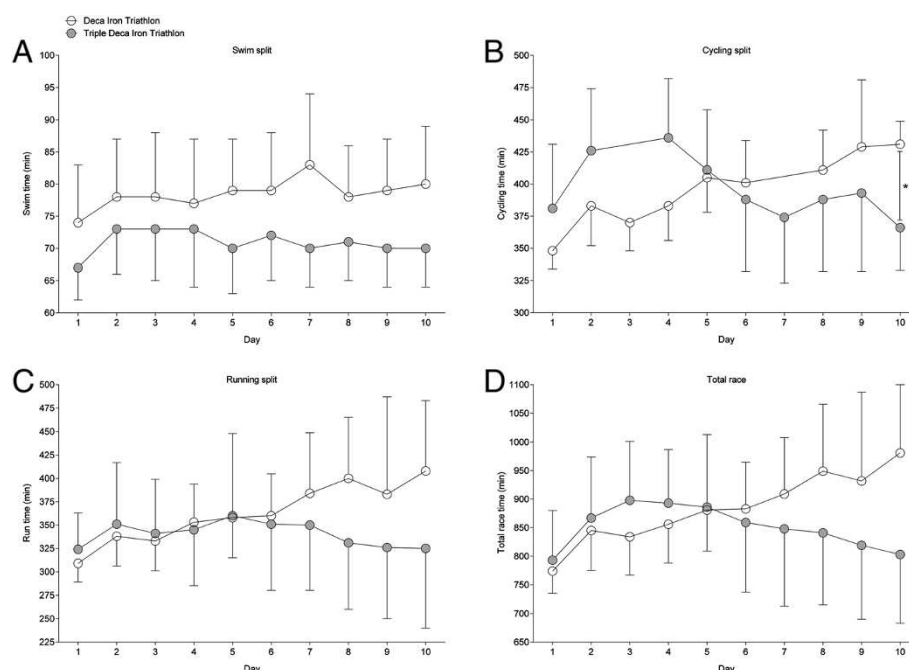 Deca Iron Triathlon
Triple Deca Iron Triathlon
A
Swim split
100
95
90
85
80
75
70
65
60
Swim time (min)
1 2 3 4 5 6 7 8 9 10
Day
B
Cycling split
500
475
450
425
400
375
350
325
300
Cycling time (min)
*
1 2 3 4 5 6 7 8 9 10
Day
C
Running split
500
475
450
425
400
375
350
325
300
275
250
225
Run time (min)
1 2 3 4 5 6 7 8 9 10
Day
D
Total race
1100
1050
1000
950
900
850
800
750
700
650
Total race time (min)
1 2 3 4 5 6 7 8 9 10
Day